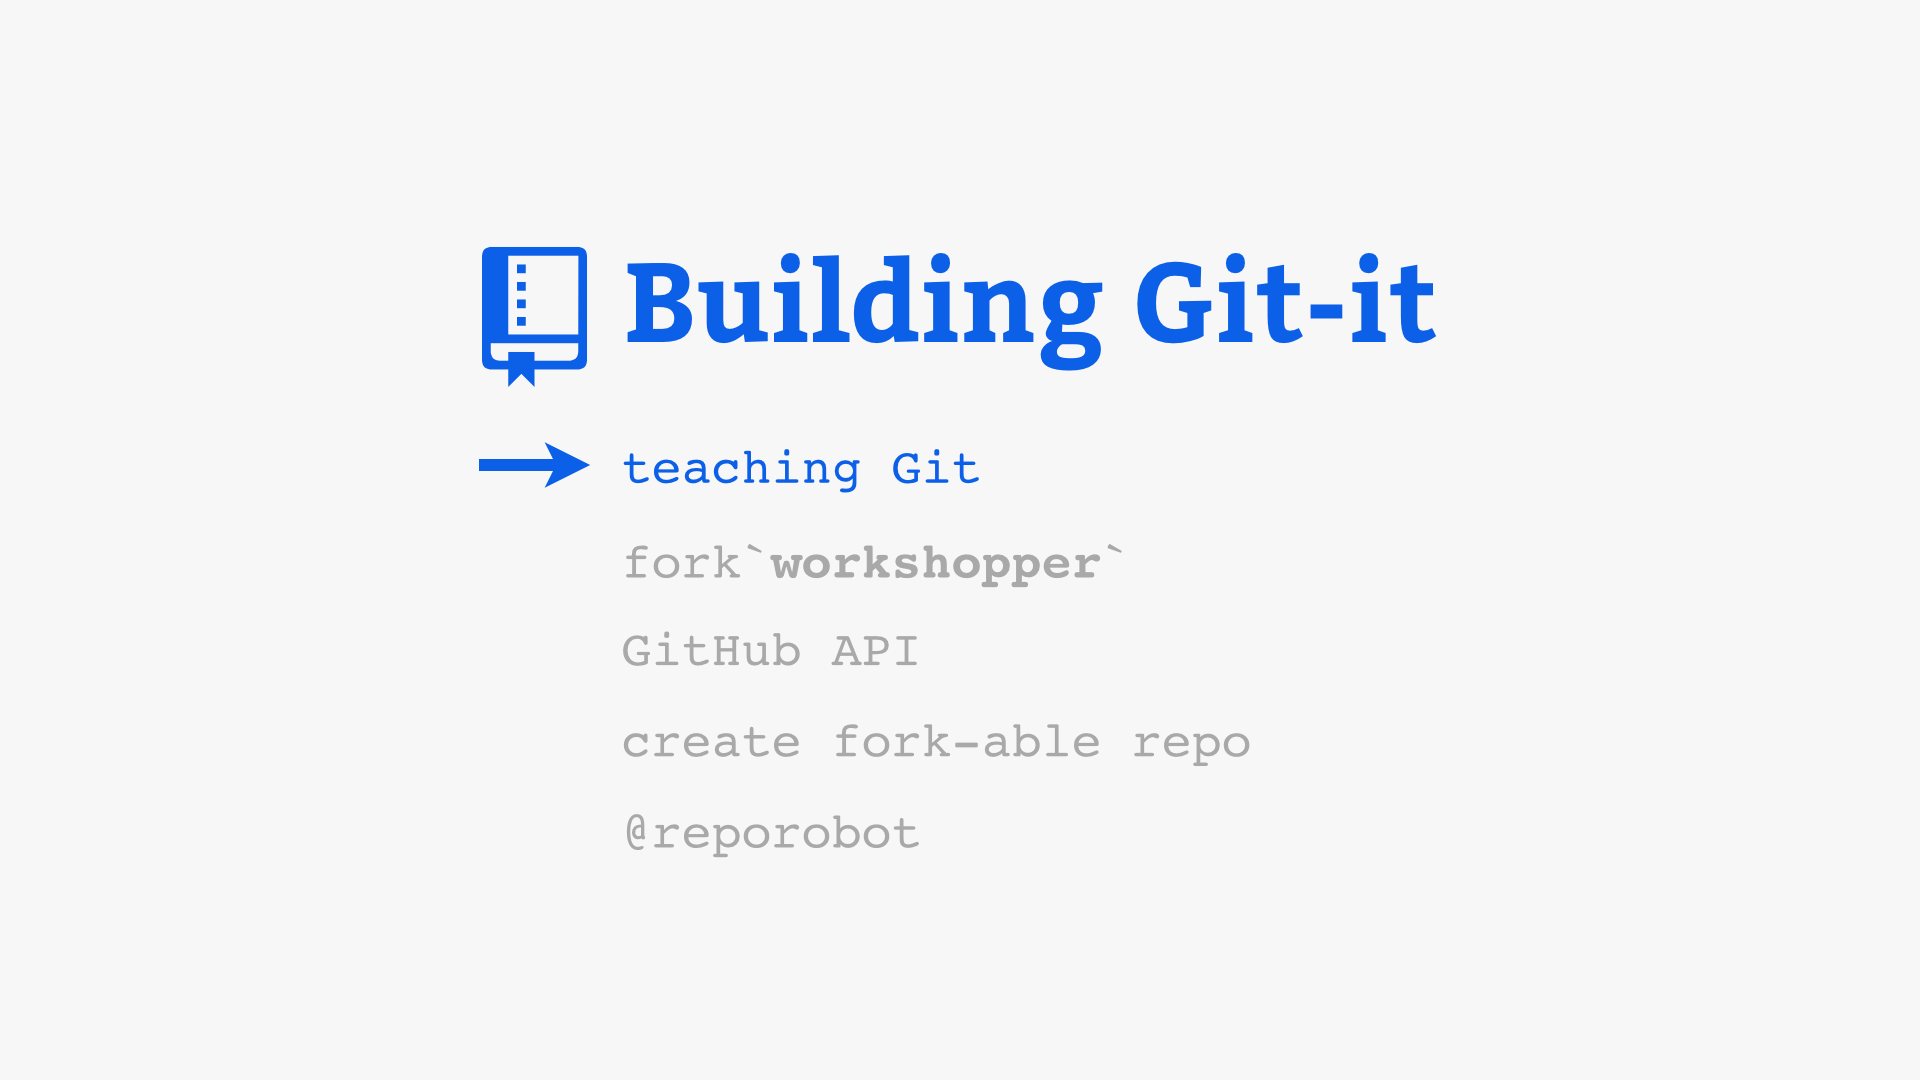 Building Git-it
teaching Git
fork`workshopper`
GitHub API
create fork-able repo
@reporobot